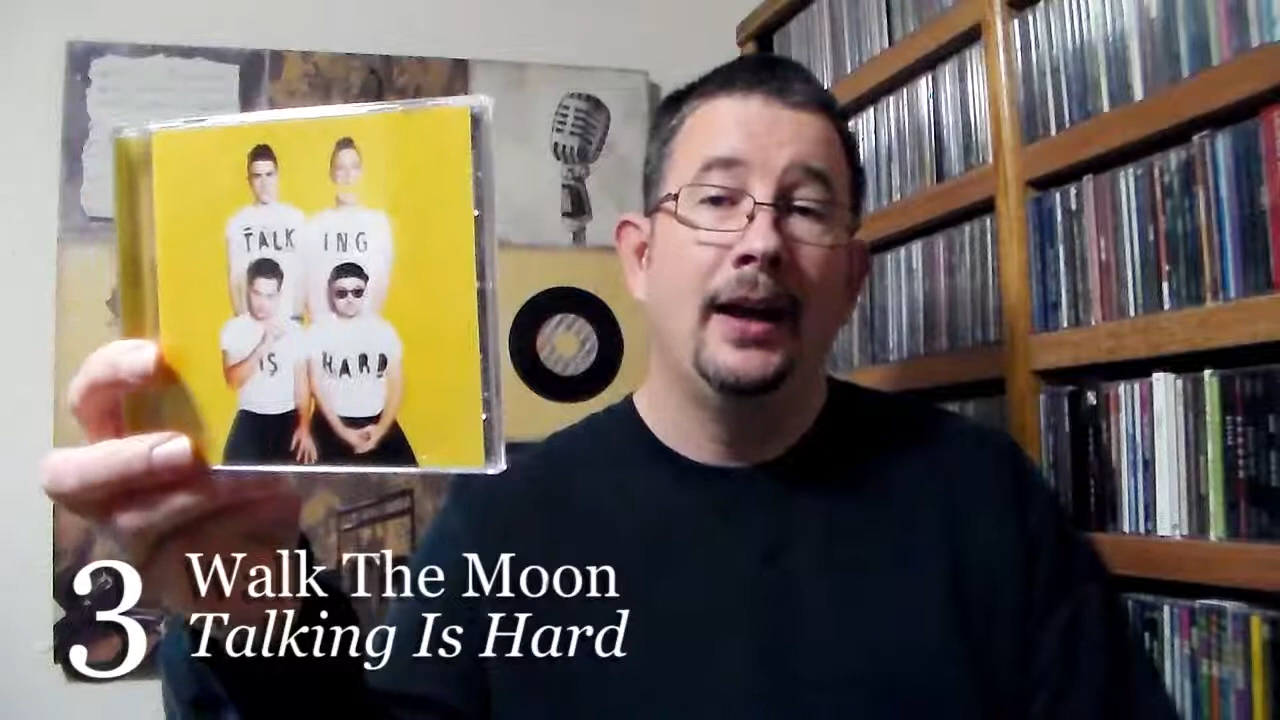 TALK ING
IS HARD
3
Walk The Moon
Talking Is Hard